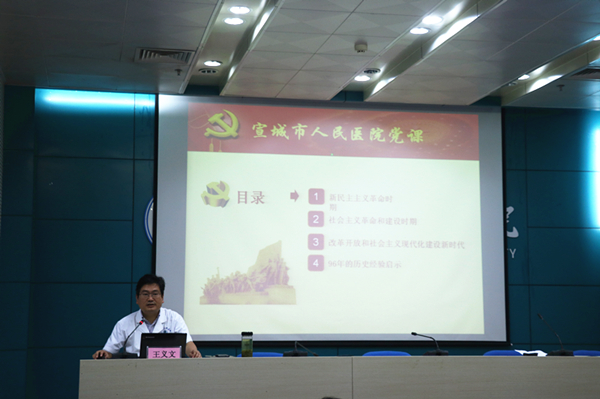 宣城市人民医院党课
目录
1 新民主主义革命时
期
2 社会主义革命和建设时期
3 改革开放和社会主义现代化建设新时代
4 96年的历史经验启示
王义文